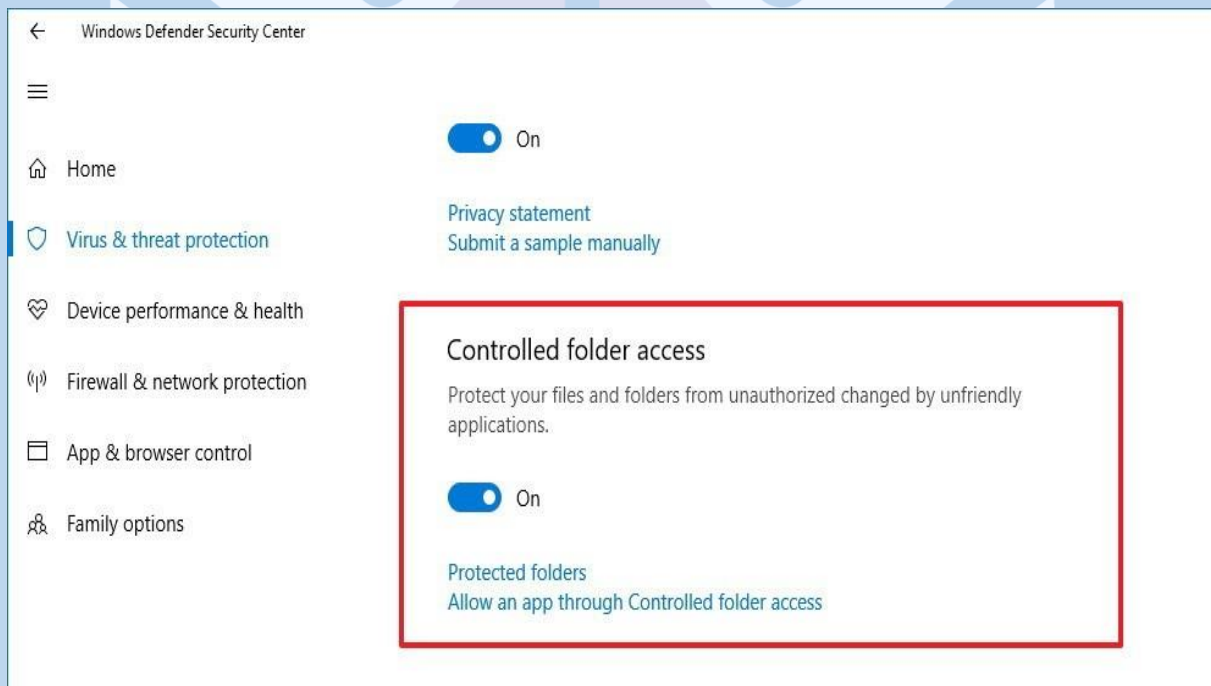 Windows Defender Security Center
Home
Virus & threat protection
Device performance & health
Firewall & network protection
App & browser control
Family options
On
Privacy statement
Submit a sample manually
Controlled folder access
Protect your files and folders from unauthorized changed by unfriendly
applications.
On
Protected folders
Allow an app through Controlled folder access